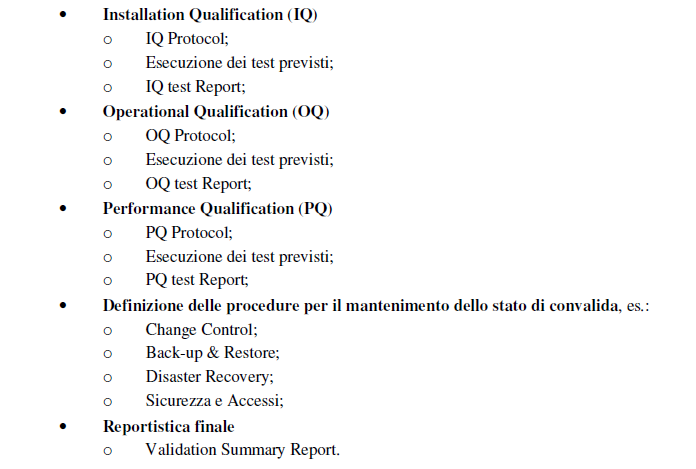 • Installation Qualification (IQ)
o IQ Protocol;
o Esecuzione dei test previsti;
o IQ test Report;
• Operational Qualification (OQ)
o OQ Protocol;
o Esecuzione dei test previsti;
o OQ test Report;
• Performance Qualification (PQ)
o PQ Protocol;
o Esecuzione dei test previsti;
o PQ test Report;
• Definizione delle procedure per il mantenimento dello stato di convalida, es.:
o Change Control;
o Back-up & Restore;
o Disaster Recovery;
o Sicurezza e Accessi;
• Reportistica finale
o Validation Summary Report.